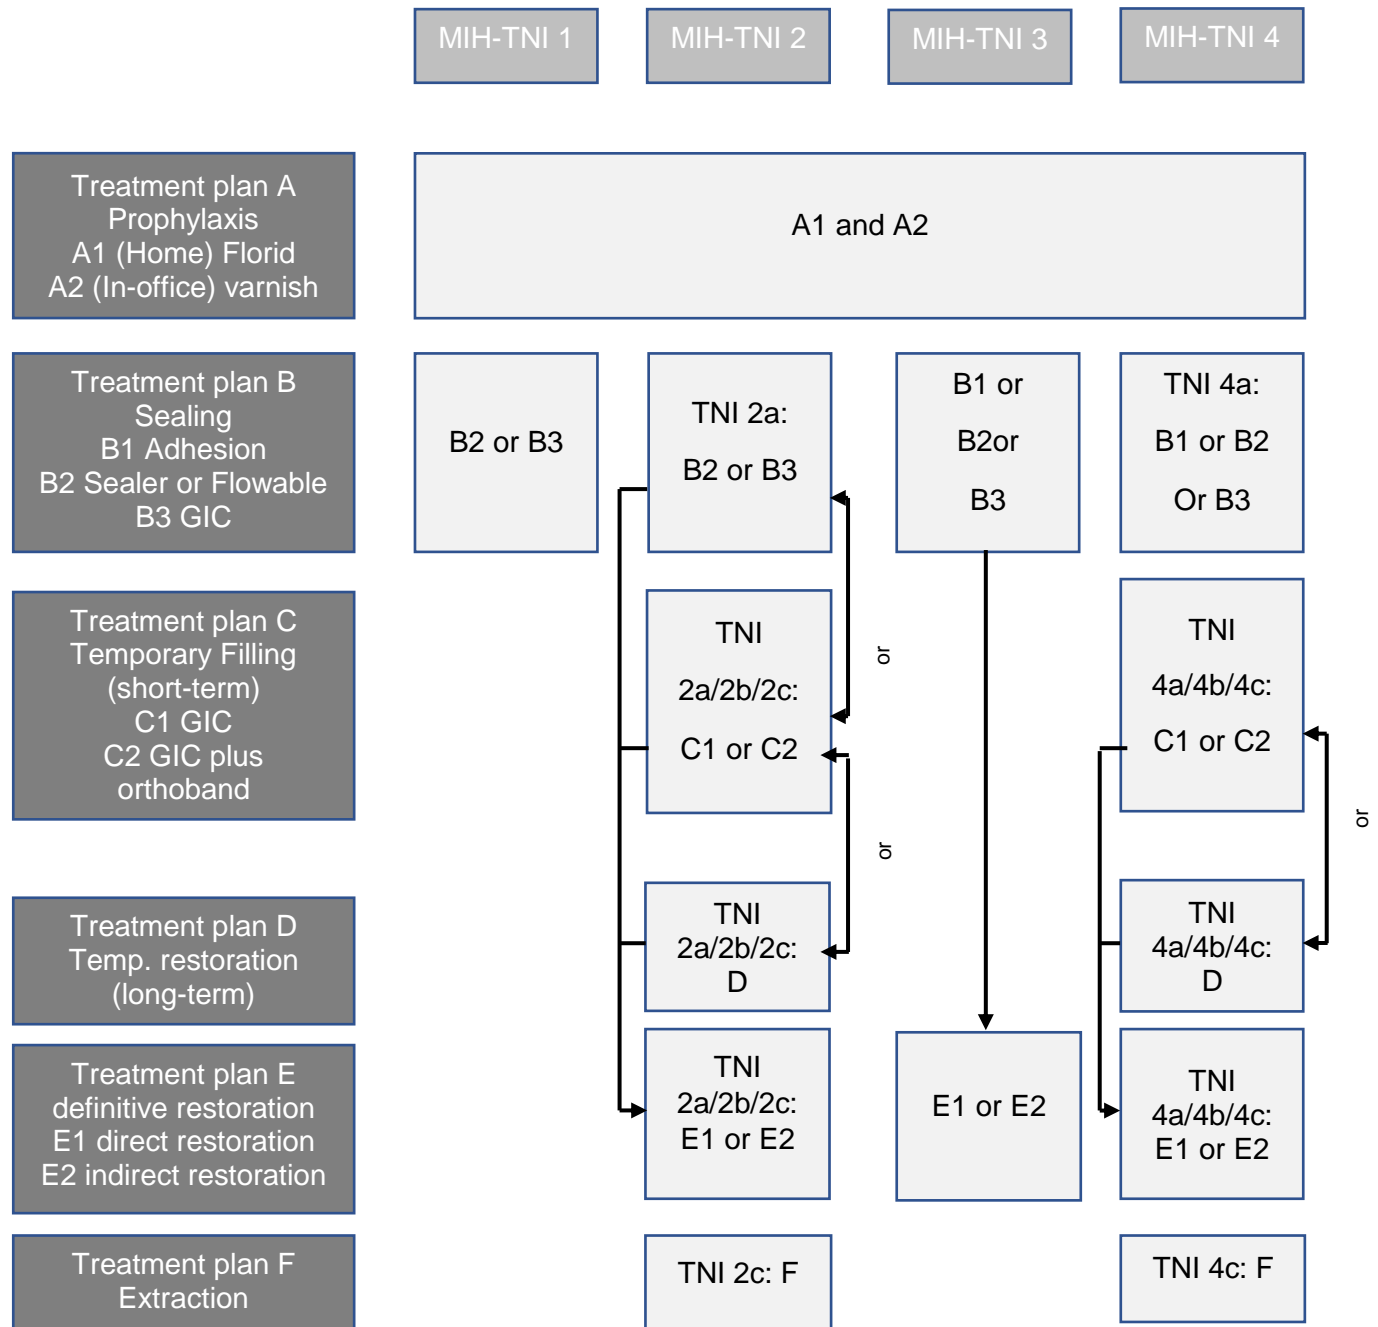 MIH-TNI 1
MIH-TNI 2
MIH-TNI 3
MIH-TNI 4
Treatment plan A
Prophylaxis
A1 (Home) Florid
A2 (In-office) varnish
A1 and A2
Treatment plan B
Sealing
B1 Adhesion
B2 Sealer or Flowable
B3 GIC
B2 or B3
TNI 2a:
B2 or B3
B1 or
B2or
B3
TNI 4a:
B1 or B2
Or B3
Treatment plan C
Temporary Filling
(short-term)
C1 GIC
C2 GIC plus
orthoband
TNI
2a/2b/2c:
C1 or C2
or
or
TNI
4a/4b/4c:
C1 or C2
or
Treatment plan D
Temp. restoration
(long-term)
TNI
2a/2b/2c:
D
TNI
4a/4b/4c:
D
Treatment plan E
definitive restoration
E1 direct restoration
E2 indirect restoration
TNI
2a/2b/2c:
E1 or E2
E1 or E2
TNI
4a/4b/4c:
E1 or E2
Treatment plan F
Extraction
TNI 2c: F
TNI 4c: F